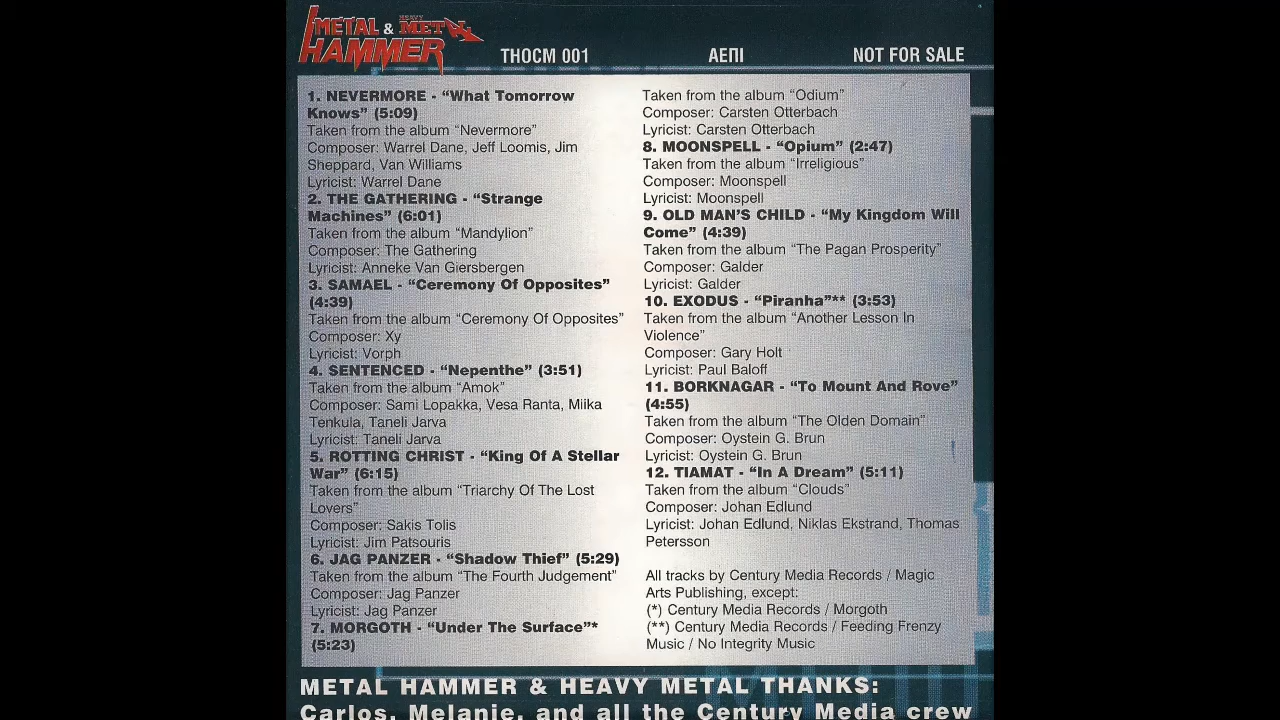 METAL & HEAVY METAL
HAMMER
THOCM 001
ΑΕΠΙ
NOT FOR SALE
1. NEVERMORE - “What Tomorrow
Knows” (5:09)
Taken from the album “Nevermore”
Composer: Warrel Dane, Jeff Loomis, Jim
Sheppard, Van Williams
Lyricist: Warrel Dane
2. THE GATHERING - “Strange
Machines” (6:01)
Taken from the album “Mandylion”
Composer: The Gathering
Lyricist: Anneke Van Giersbergen
3. SAMAEL - “Ceremony Of Opposites”
(4:39)
Taken from the album “Ceremony Of Opposites”
Composer: Xy
Lyricist: Vorph
4. SENTENCED - “Nepenthe” (3:51)
Taken from the album “Amok”
Composer: Sami Lopakka, Vesa Ranta, Miika
Tenkula, Taneli Jarva
Lyricist: Taneli Jarva
5. ROTTING CHRIST - “King Of A Stellar
War” (6:15)
Taken from the album “Triarchy Of The Lost
Lovers”
Composer: Sakis Tolis
Lyricist: Jim Patsouris
6. JAG PANZER - “Shadow Thief” (5:29)
Taken from the album “The Fourth Judgement”
Composer: Jag Panzer
Lyricist: Jag Panzer
7. MORGOTH - “Under The Surface”*
(5:23)
Taken from the album “Odium”
Composer: Carsten Otterbach
Lyricist: Carsten Otterbach
8. MOONSPELL - “Opium” (2:47)
Taken from the album “Irreligious”
Composer: Moonspell
Lyricist: Moonspell
9. OLD MAN’S CHILD - “My Kingdom Will
Come” (4:39)
Taken from the album “The Pagan Prosperity”
Composer: Galder
Lyricist: Galder
10. EXODUS - “Piranha”** (3:53)
Taken from the album “Another Lesson In
Violence”
Composer: Gary Holt
Lyricist: Paul Baloff
11. BORKNAGAR - “To Mount And Rove”
(4:55)
Taken from the album “The Olden Domain”
Composer: Oystein G. Brun
Lyricist: Oystein G. Brun
12. TIAMAT - “In A Dream” (5:11)
Taken from the album “Clouds”
Composer: Johan Edlund
Lyricist: Johan Edlund, Niklas Ekstrand, Thomas
Petersson
All tracks by Century Media Records / Magic
Arts Publishing, except:
(*) Century Media Records / Morgoth
(**) Century Media Records / Feeding Frenzy
Music / No Integrity Music
METAL HAMMER & HEAVY METAL THANKS:
Carlos, Melanie, and all the Century Media crew